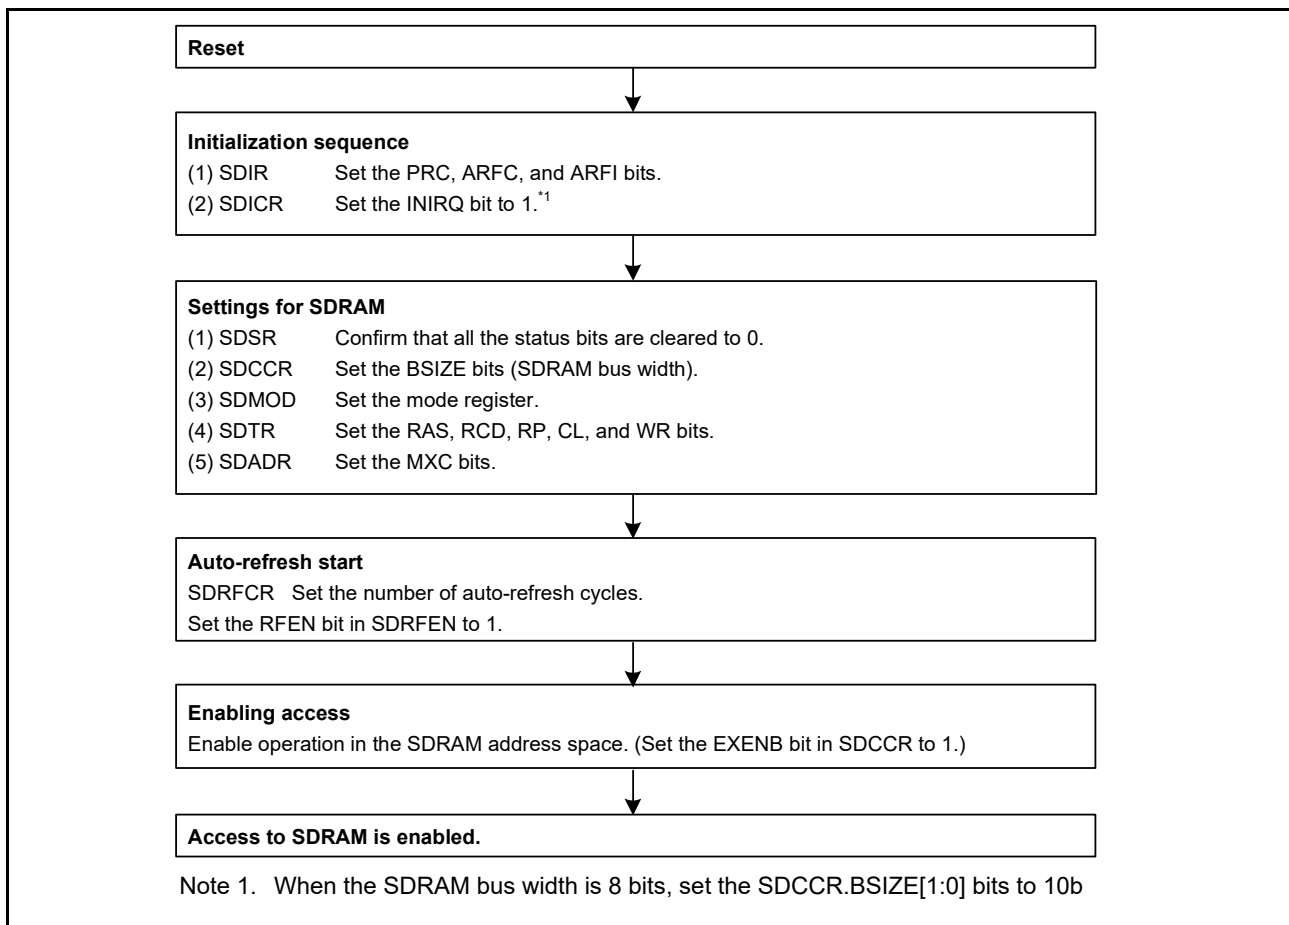 Reset
Initialization sequence
(1) SDIR Set the PRC, ARFC, and ARFI bits.
(2) SDICR Set the INIRQ bit to 1.*1
Settings for SDRAM
(1) SDSR Confirm that all the status bits are cleared to 0.
(2) SDCCR Set the BSIZE bits (SDRAM bus width).
(3) SDMOD Set the mode register.
(4) SDTR Set the RAS, RCD, RP, CL, and WR bits.
(5) SDADR Set the MXC bits.
Auto-refresh start
SDRFCR Set the number of auto-refresh cycles.
Set the RFEN bit in SDRFEN to 1.
Enabling access
Enable operation in the SDRAM address space. (Set the EXENB bit in SDCCR to 1.)
Access to SDRAM is enabled.
Note 1. When the SDRAM bus width is 8 bits, set the SDCCR.BSIZE[1:0] bits to 10b